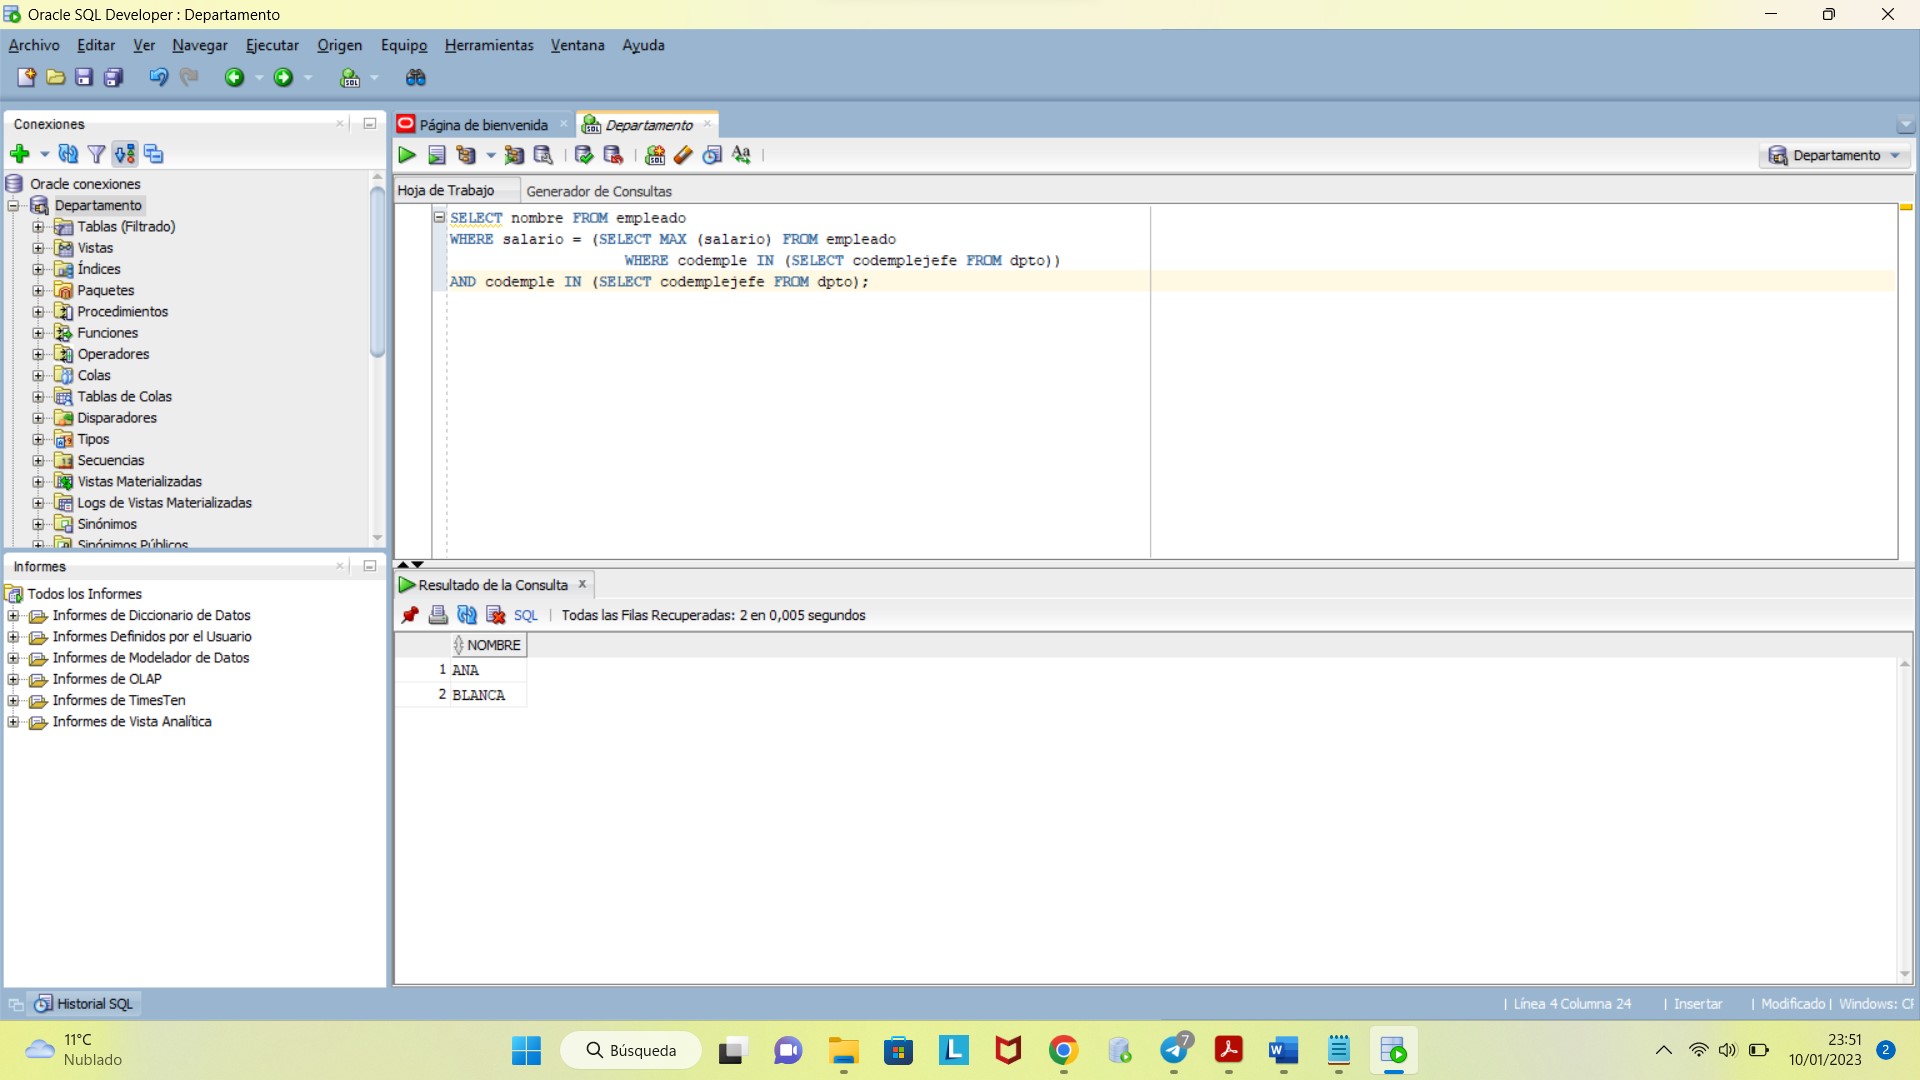 Oracle SQL Developer : Departamento
Archivo Editar Ver Navegar Ejecutar Origen Equipo Herramientas Ventana Ayuda
Conexiones
Oracle conexiones
Departamento
Tablas (Filtrado)
Vistas
Índices
Paquetes
Procedimientos
Funciones
Operadores
Colas
Tablas de Colas
Disparadores
Tipos
Secuencias
Vistas Materializadas
Logs de Vistas Materializadas
Sinónimos
Sinónimos Públicos
Informes
Todos los Informes
Informes de Diccionario de Datos
Informes Definidos por el Usuario
Informes de Modelador de Datos
Informes de OLAP
Informes de TimesTen
Informes de Vista Analítica
Página de bienvenida
Departamento
Departamento
Hoja de Trabajo Generador de Consultas
SELECT nombre FROM empleado
WHERE salario = (SELECT MAX (salario) FROM empleado
WHERE codemple IN (SELECT codemplejefe FROM dpto))
AND codemple IN (SELECT codemplejefe FROM dpto);
Resultado de la Consulta
SQL | Todas las Filas Recuperadas: 2 en 0,005 segundos
NOMBRE
1 ANA
2 BLANCA
Historial SQL
| Línea 4 Columna 24 | Insertar | Modificado | Windows: CR
11°C
Nublado
Búsqueda
7
23:51
10/01/2023
2